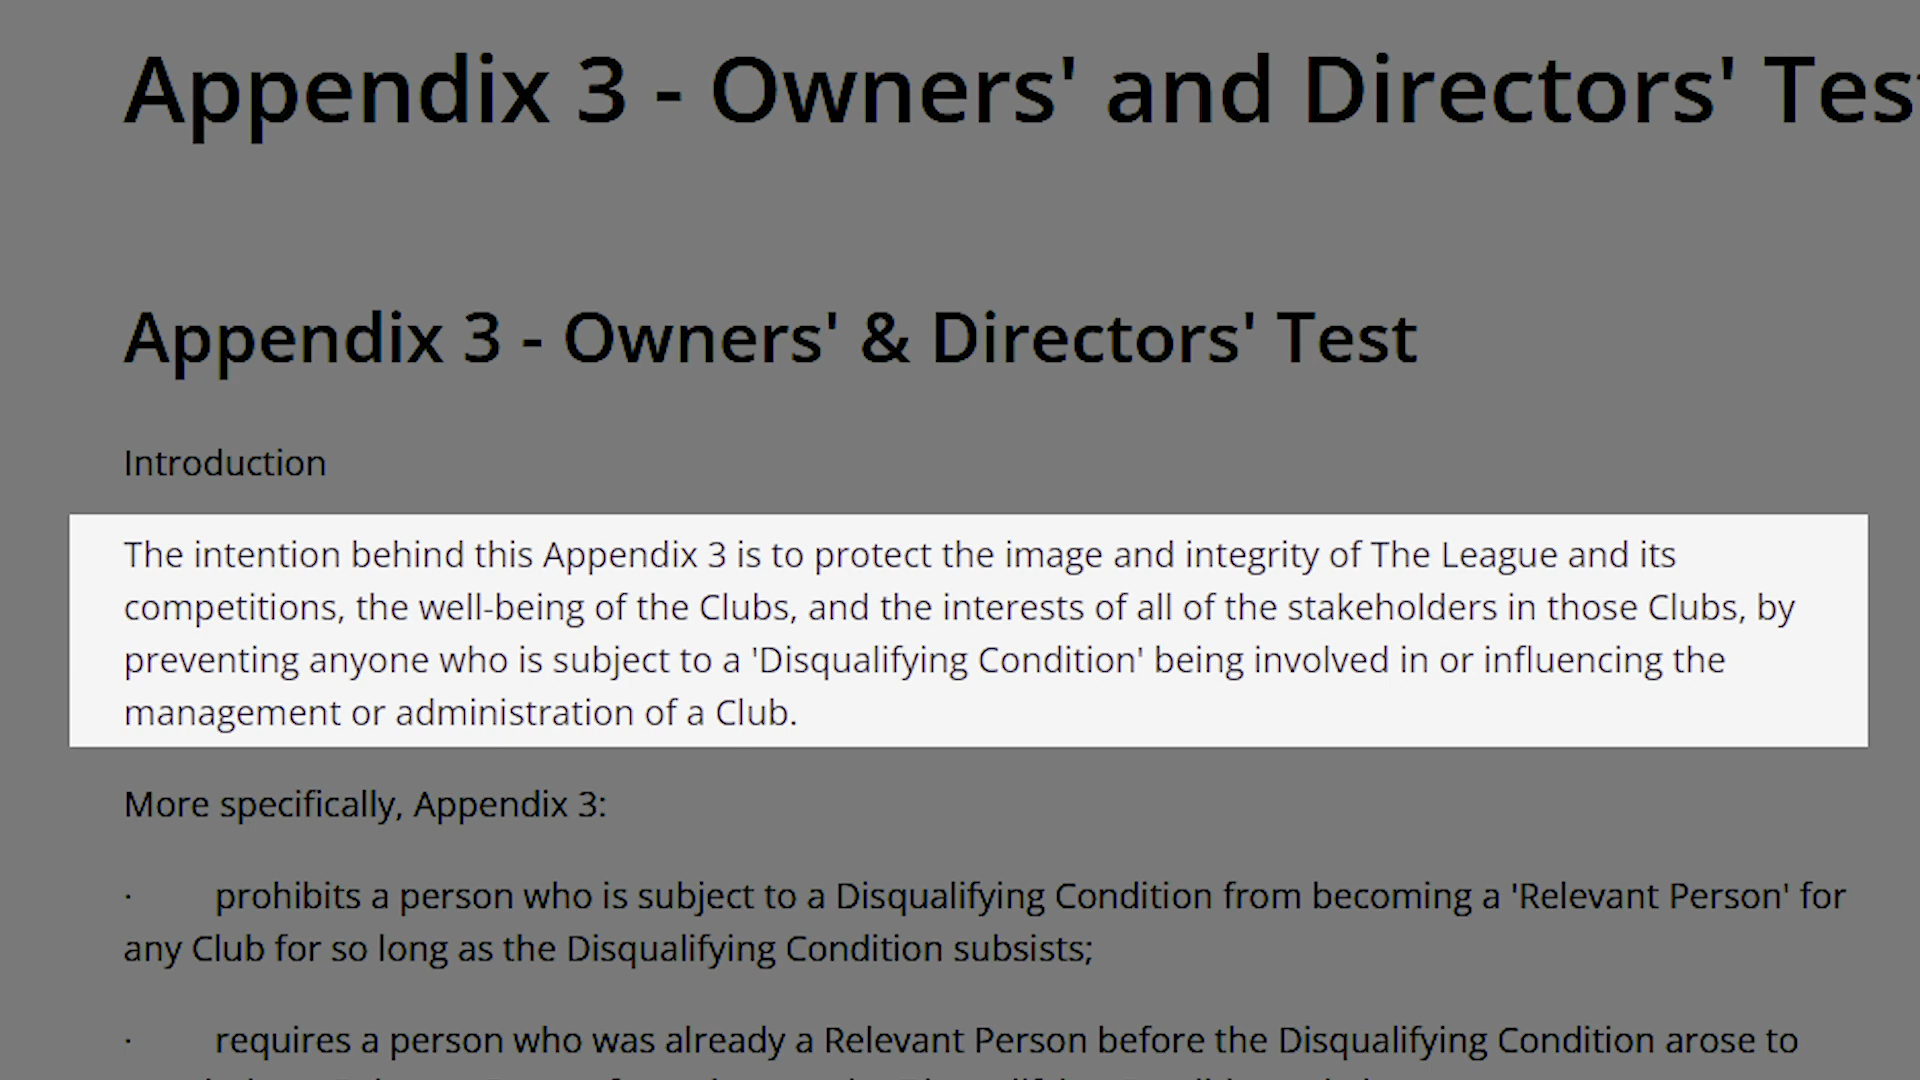 Appendix 3 - Owners' and Directors' Tes
Appendix 3 - Owners' & Directors' Test
Introduction
The intention behind this Appendix 3 is to protect the image and integrity of The League and its
competitions, the well-being of the Clubs, and the interests of all of the stakeholders in those Clubs, by
preventing anyone who is subject to a 'Disqualifying Condition' being involved in or influencing the
management or administration of a Club.
More specifically, Appendix 3:
· prohibits a person who is subject to a Disqualifying Condition from becoming a 'Relevant Person' for
any Club for so long as the Disqualifying Condition subsists;
· requires a person who was already a Relevant Person before the Disqualifying Condition arose to